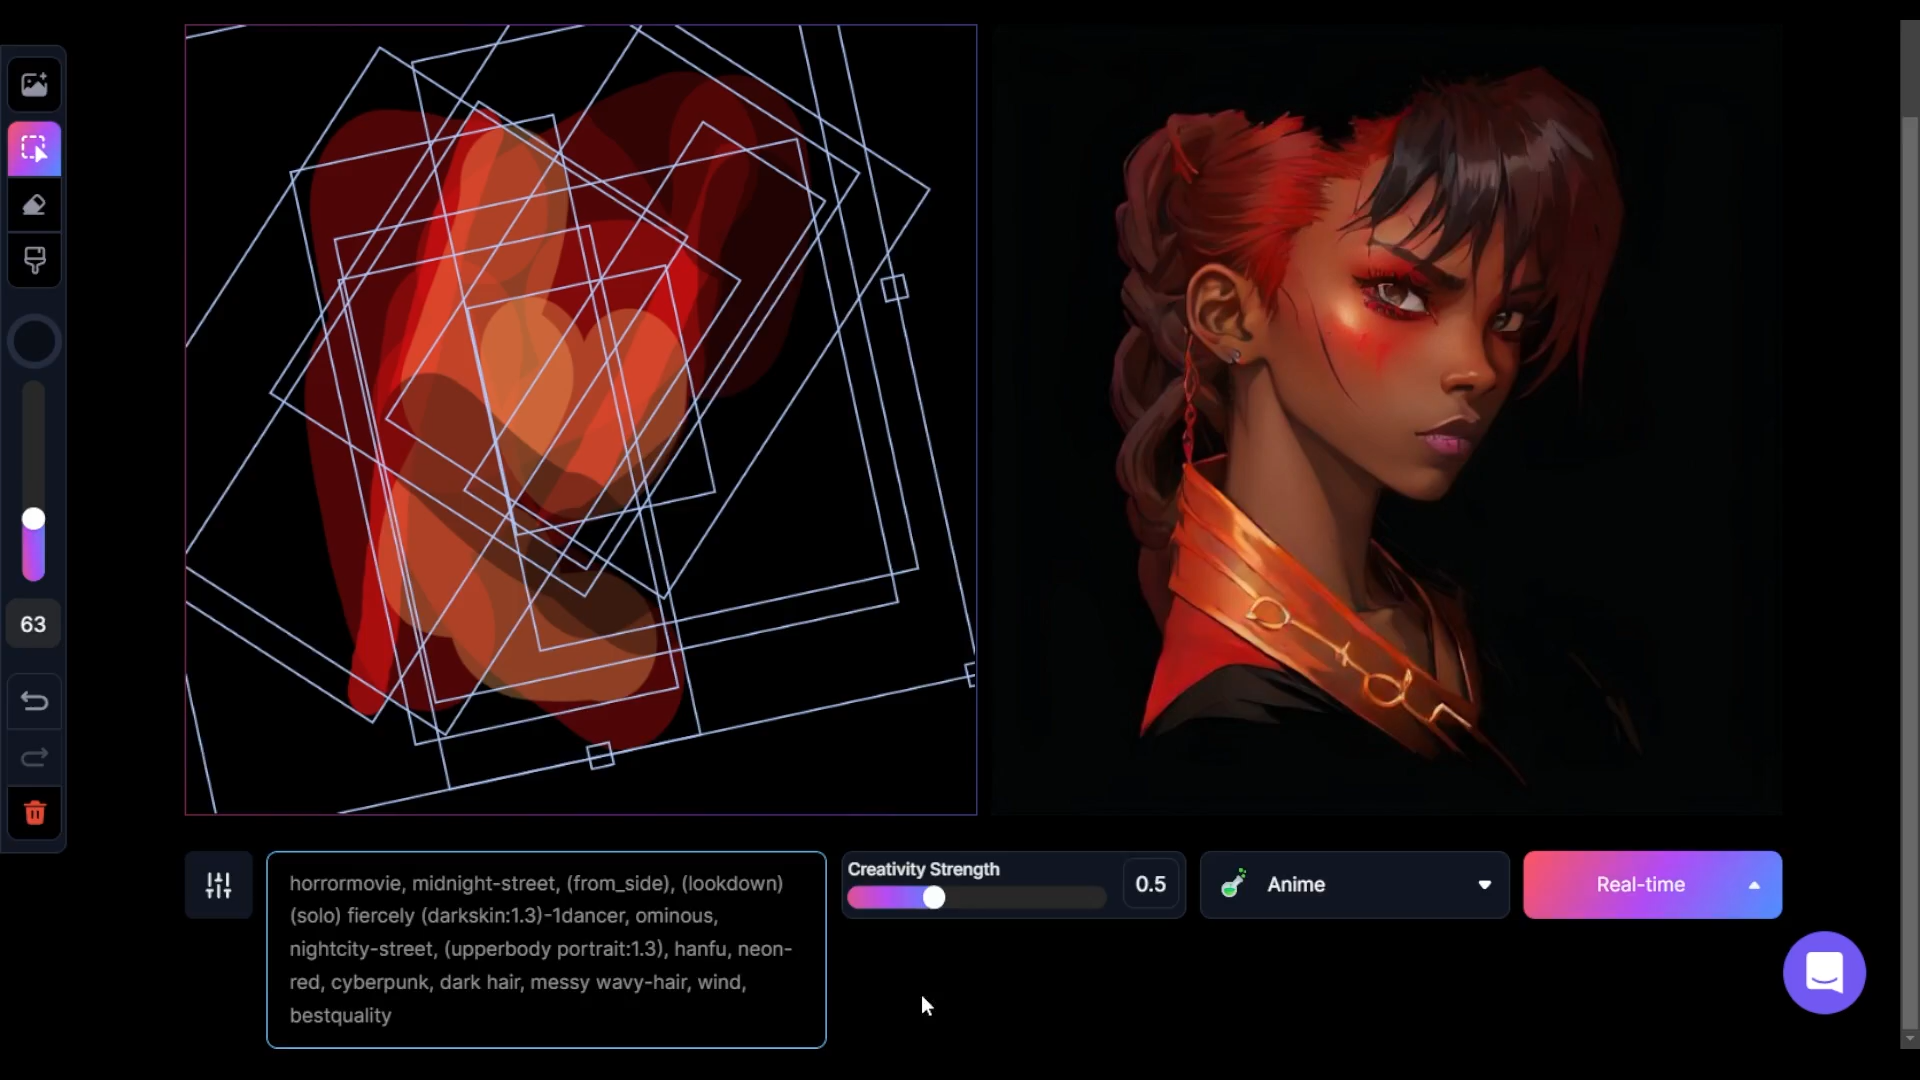 63
horrormovie, midnight-street, (from_side), (lookdown)
(solo) fiercely (darkskin:1.3)-1dancer, ominous,
nightcity-street, (upperbody portrait:1.3), hanfu, neon-
red, cyberpunk, dark hair, messy wavy-hair, wind,
bestquality
Creativity Strength
0.5
Anime
Real-time